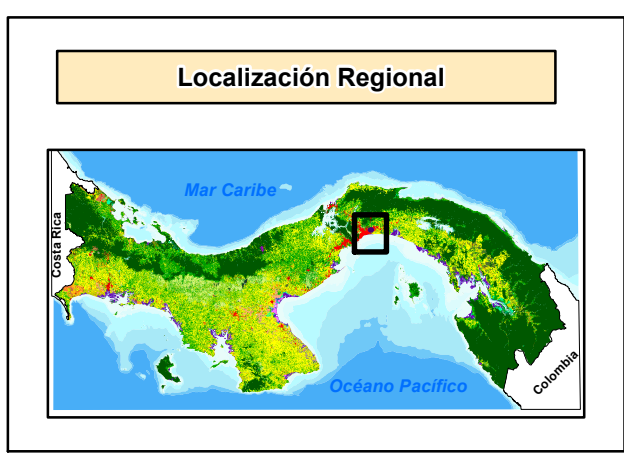 Localización Regional
Mar Caribe
Costa Rica
Océano Pacífico
Colombia